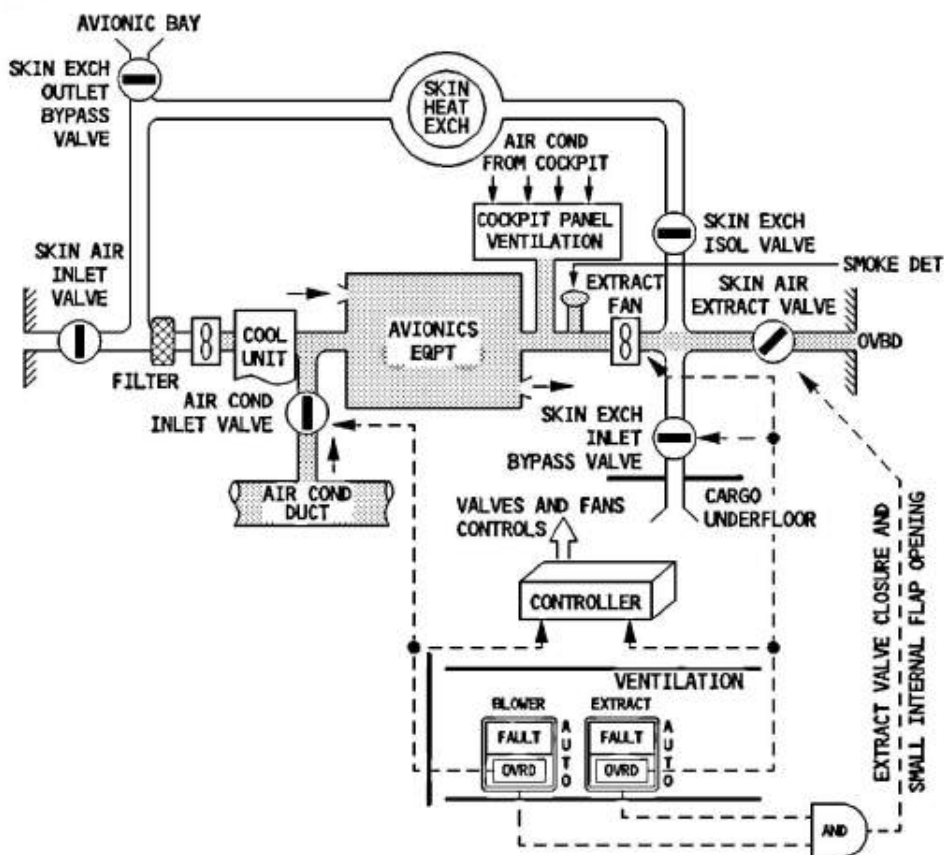 AVIONIC BAY
SKIN EXCH
OUTLET
BYPASS
VALVE
SKIN
HEAT
EXCH
AIR COND
FROM COCKPIT
COCKPIT PANEL
VENTILATION
SKIN EXCH
ISOL VALVE
SMOKE DET
SKIN AIR
INLET
VALVE
EXTRACT
FAN
SKIN AIR
EXTRACT VALVE
OVBD
FILTER
COOL
UNIT
AVIONICS
EQPT
AIR COND
INLET VALVE
SKIN EXCH
INLET
BYPASS VALVE
AIR COND
DUCT
CARGO
UNDERFLOOR
VALVES AND FANS
CONTROLS
CONTROLLER
EXTRACT VALVE CLOSURE AND
SMALL INTERNAL FLAP OPENING
VENTILATION
BLOWER
FAULT
OVRD
AUTO
EXTRACT
FAULT
OVRD
AUTO
AND